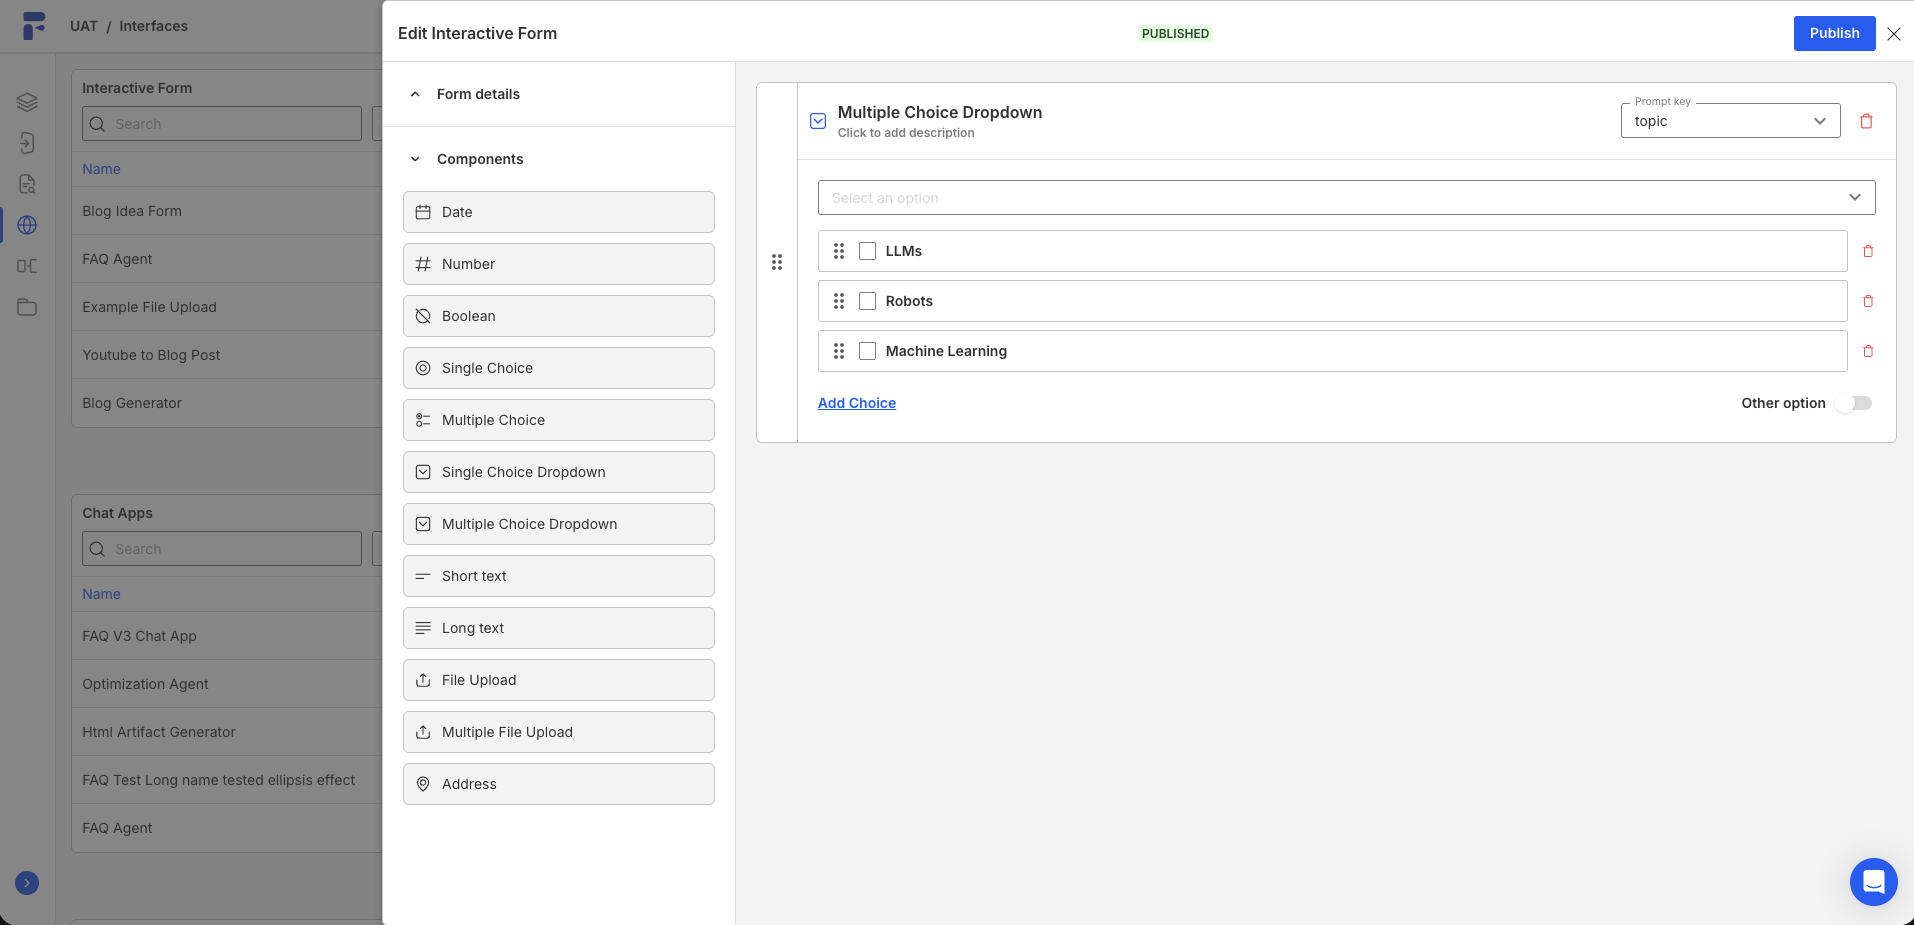 UAT / Interfaces
Interactive Form
Search
Name
Blog Idea Form
FAQ Agent
Example File Upload
Youtube to Blog Post
Blog Generator
Chat Apps
Search
Name
FAQ V3 Chat App
Optimization Agent
Html Artifact Generator
FAQ Test Long name tested ellipsis effect
FAQ Agent
Edit Interactive Form
PUBLISHED
Publish
Form details
Components
Date
Number
Boolean
Single Choice
Multiple Choice
Single Choice Dropdown
Multiple Choice Dropdown
Short text
Long text
File Upload
Multiple File Upload
Address
Multiple Choice Dropdown
Click to add description
Prompt key
topic
Select an option
LLMs
Robots
Machine Learning
Add Choice
Other option